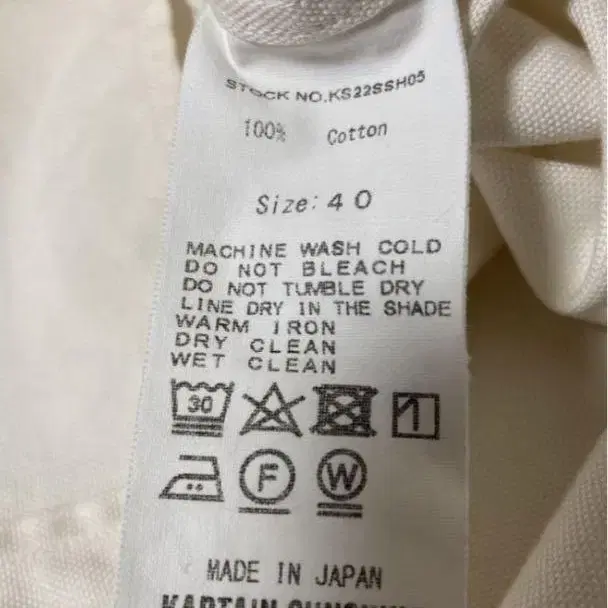 STOCK NO.KS22SSH05
100% Cotton
Size: 40
MACHINE WASH COLD
DO NOT BLEACH
DO NOT TUMBLE DRY
LINE DRY IN THE SHADE
WARM IRON
DRY CLEAN
WET CLEAN
30
F W
MADE IN JAPAN
KAPTAIN